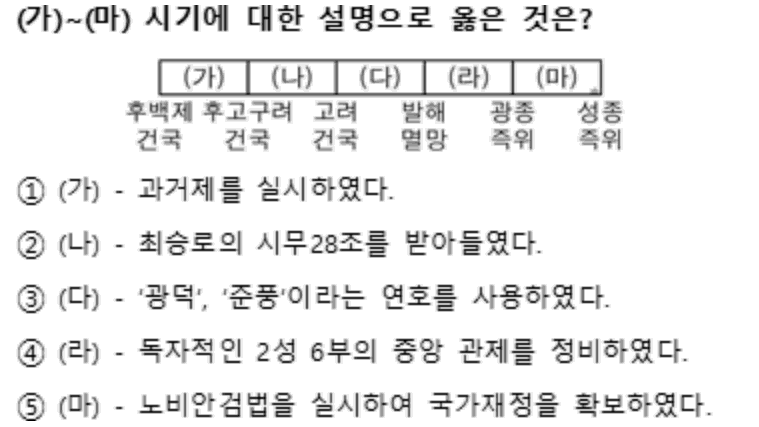 (가)~(마) 시기에 대한 설명으로 옳은 것은?
(가) (나) (다) (라) (마)
후백제 후고구려 고려 발해 광종 성종
건국 건국 건국 멸망 즉위 즉위
① (가) - 과거제를 실시하였다.
② (나) - 최승로의 시무28조를 받아들였다.
③ (다) - '광덕', '준풍'이라는 연호를 사용하였다.
④ (라) - 독자적인 2성 6부의 중앙 관제를 정비하였다.
⑤ (마) - 노비안검법을 실시하여 국가재정을 확보하였다.